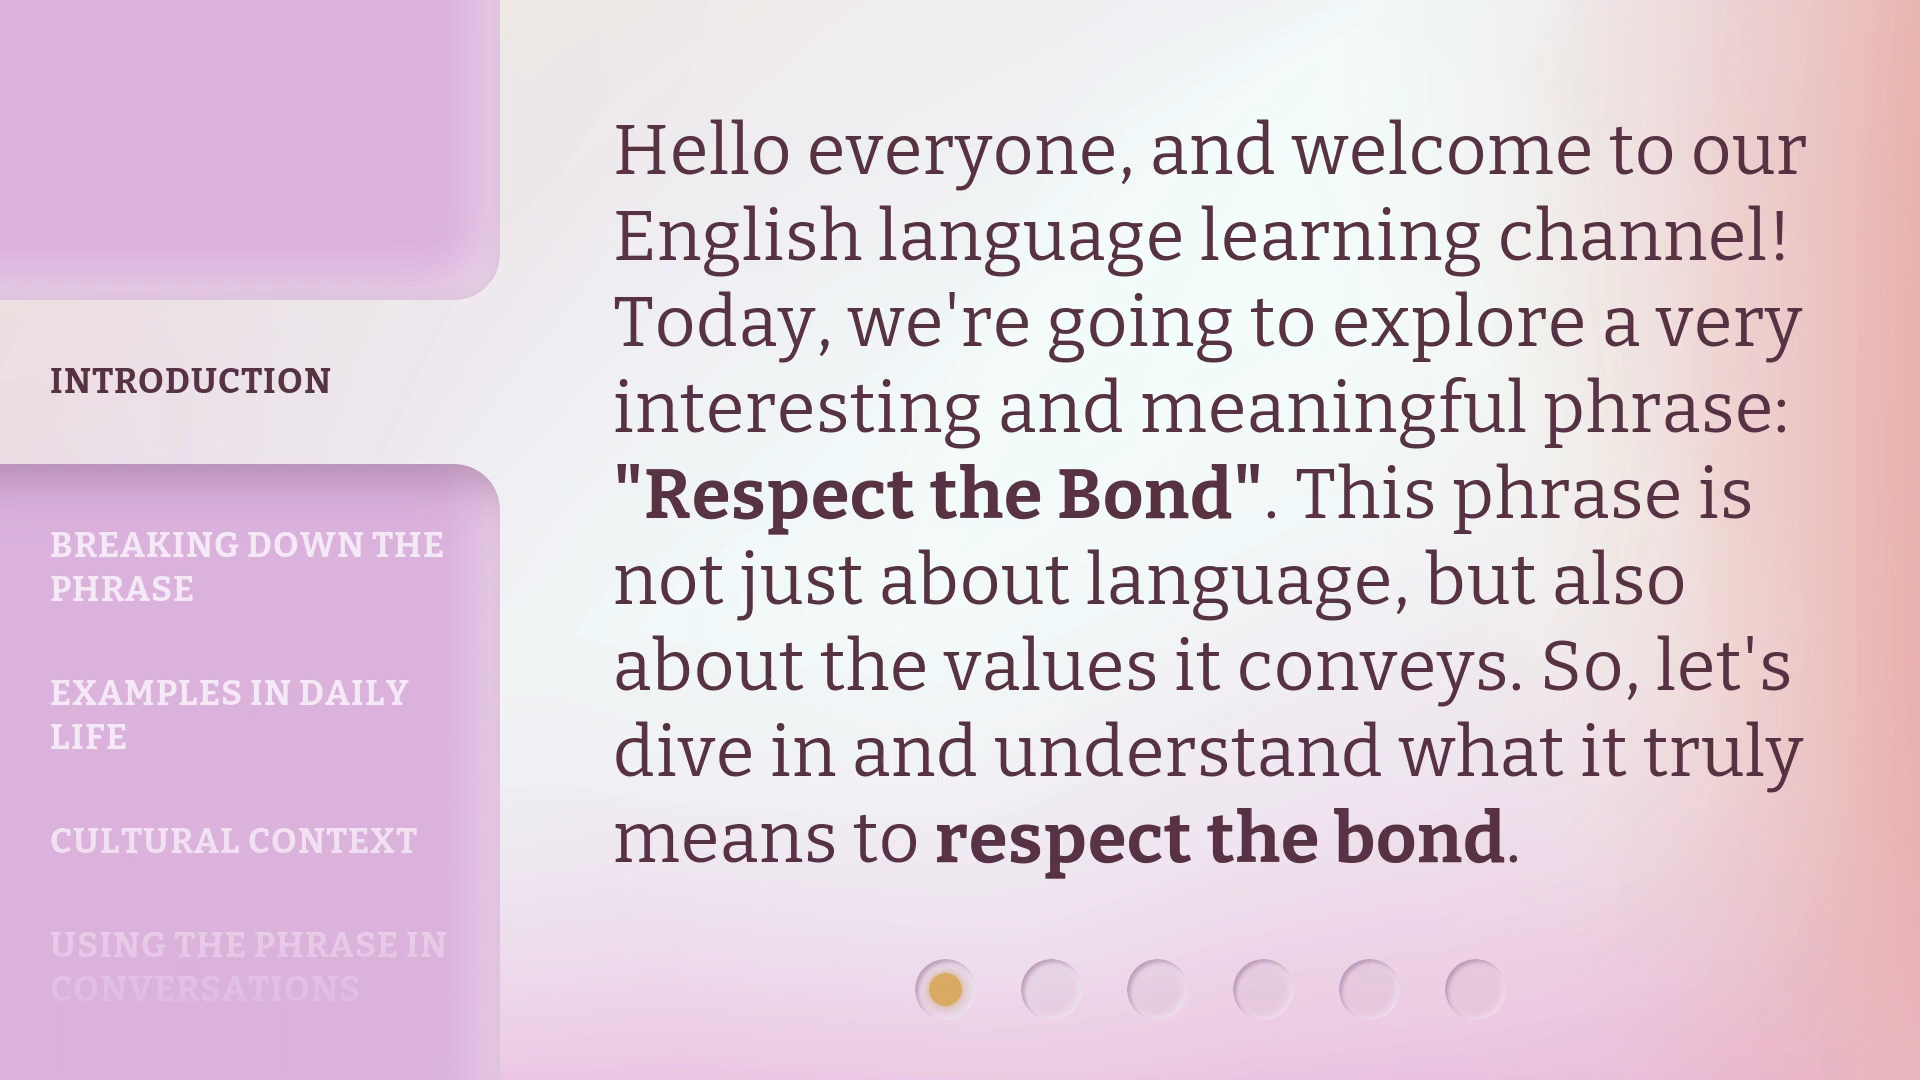 INTRODUCTION
BREAKING DOWN THE
PHRASE
EXAMPLES IN DAILY
LIFE
CULTURAL CONTEXT
USING THE PHRASE IN
CONVERSATIONS
Hello everyone, and welcome to our
English language learning channel!
Today, we're going to explore a very
interesting and meaningful phrase:
"Respect the Bond". This phrase is
not just about language, but also
about the values it conveys. So, let's
dive in and understand what it truly
means to respect the bond.